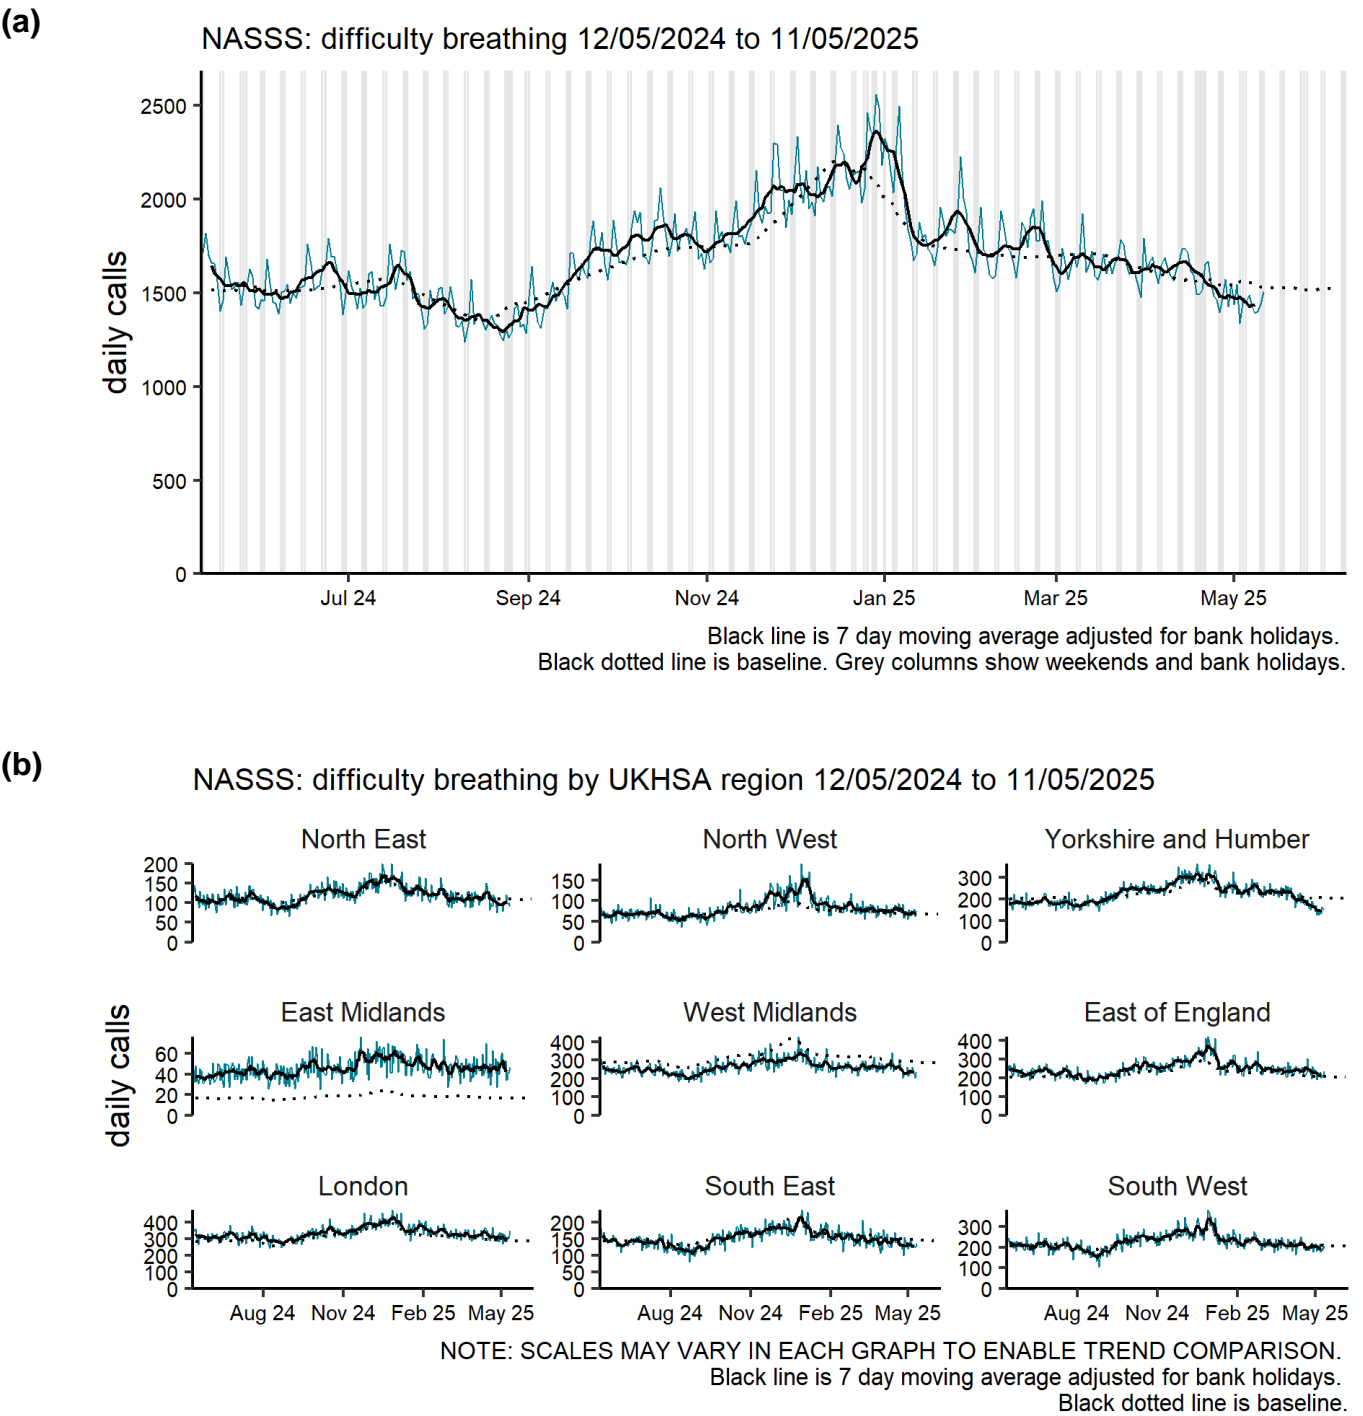 (a)
NASSS: difficulty breathing 12/05/2024 to 11/05/2025
daily calls
2500
2000
1500
1000
500
0
Jul 24 Sep 24 Nov 24 Jan 25 Mar 25 May 25
Black line is 7 day moving average adjusted for bank holidays.
Black dotted line is baseline. Grey columns show weekends and bank holidays.
(b)
NASSS: difficulty breathing by UKHSA region 12/05/2024 to 11/05/2025
daily calls
North East
200
150
100
50
0
North West
150
100
50
0
Yorkshire and Humber
300
200
100
0
East Midlands
60
40
20
0
West Midlands
400
300
200
100
0
East of England
400
300
200
100
0
London
400
300
200
100
0
Aug 24 Nov 24 Feb 25 May 25
South East
200
150
100
50
0
Aug 24 Nov 24 Feb 25 May 25
South West
300
200
100
0
Aug 24 Nov 24 Feb 25 May 25
NOTE: SCALES MAY VARY IN EACH GRAPH TO ENABLE TREND COMPARISON.
Black line is 7 day moving average adjusted for bank holidays.
Black dotted line is baseline.